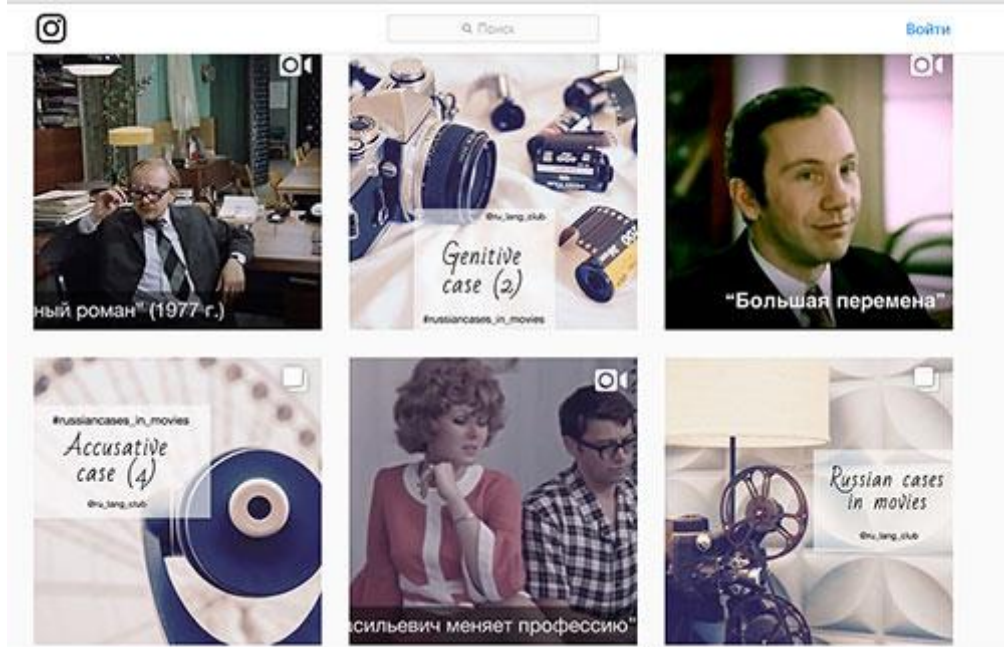 Поиск
Войти
ный роман" (1977 г.)
@ru_lang_club
Genitive
case (2)
#russiancases_in_movies
"Большая перемена"
#russiancases_in_movies
Accusative
case (4)
@ru_lang_club
асильевич меняет профессию"
Russian cases
in movies
@ru_lang_club